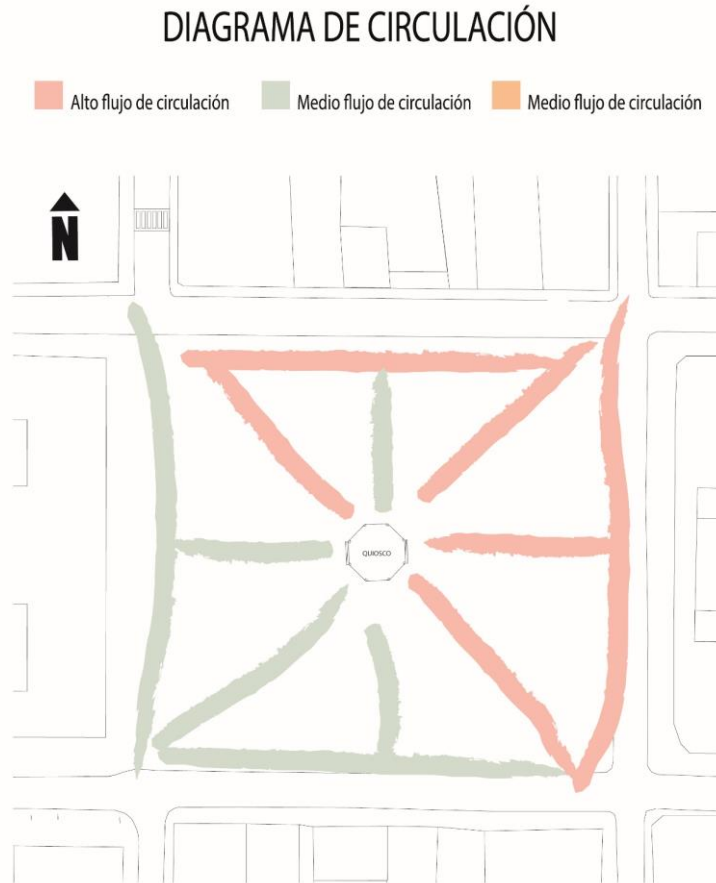 DIAGRAMA DE CIRCULACIÓN
Alto flujo de circulación
Medio flujo de circulación
Medio flujo de circulación
N
QUIOSCO